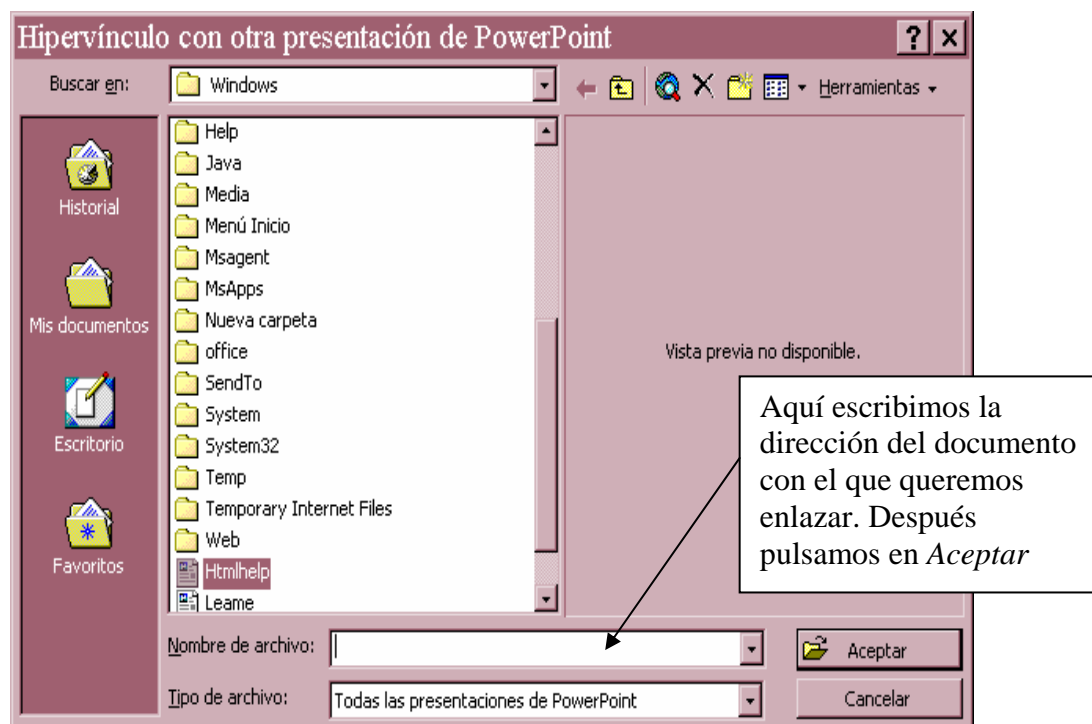 Hipervínculo con otra presentación de PowerPoint
Buscar en: Windows Herramientas
Historial
Mis documentos
Escritorio
Favoritos
Help
Java
Media
Menú Inicio
Msagent
MsApps
Nueva carpeta
office
SendTo
System
System32
Temp
Temporary Internet Files
Web
Htmlhelp
Leame
Vista previa no disponible.
Aquí escribimos la
dirección del documento
con el que queremos
enlazar. Después
pulsamos en Aceptar
Nombre de archivo: Aceptar
Tipo de archivo: Todas las presentaciones de PowerPoint Cancelar